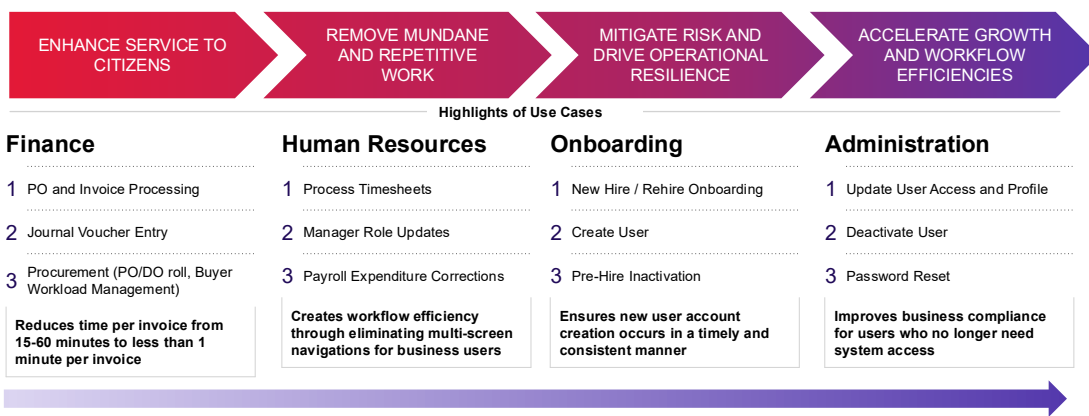 ENHANCE SERVICE TO
CITIZENS
REMOVE MUNDANE
AND REPETITIVE
WORK
MITIGATE RISK AND
DRIVE OPERATIONAL
RESILIENCE
ACCELERATE GROWTH
AND WORKFLOW
EFFICIENCIES
Highlights of Use Cases
Finance
1 PO and Invoice Processing
2 Journal Voucher Entry
3 Procurement (PO/DO roll, Buyer
Workload Management)
Reduces time per invoice from
15-60 minutes to less than 1
minute per invoice
Human Resources
1 Process Timesheets
2 Manager Role Updates
3 Payroll Expenditure Corrections
Creates workflow efficiency
through eliminating multi-screen
navigations for business users
Onboarding
1 New Hire / Rehire Onboarding
2 Create User
3 Pre-Hire Inactivation
Ensures new user account
creation occurs in a timely and
consistent manner
Administration
1 Update User Access and Profile
2 Deactivate User
3 Password Reset
Improves business compliance
for users who no longer need
system access